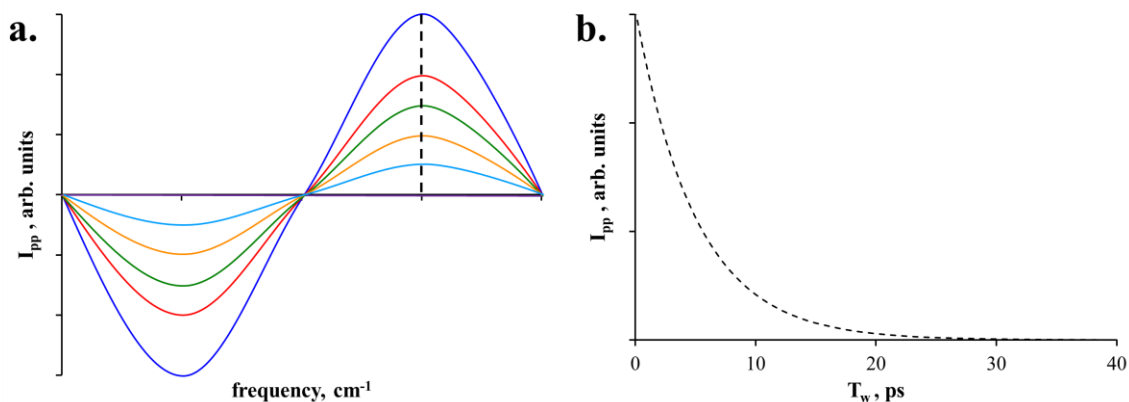 a.
I_pp , arb. units
frequency, cm⁻¹
b.
I_pp , arb. units
0 10 20 30 40
T_w , ps